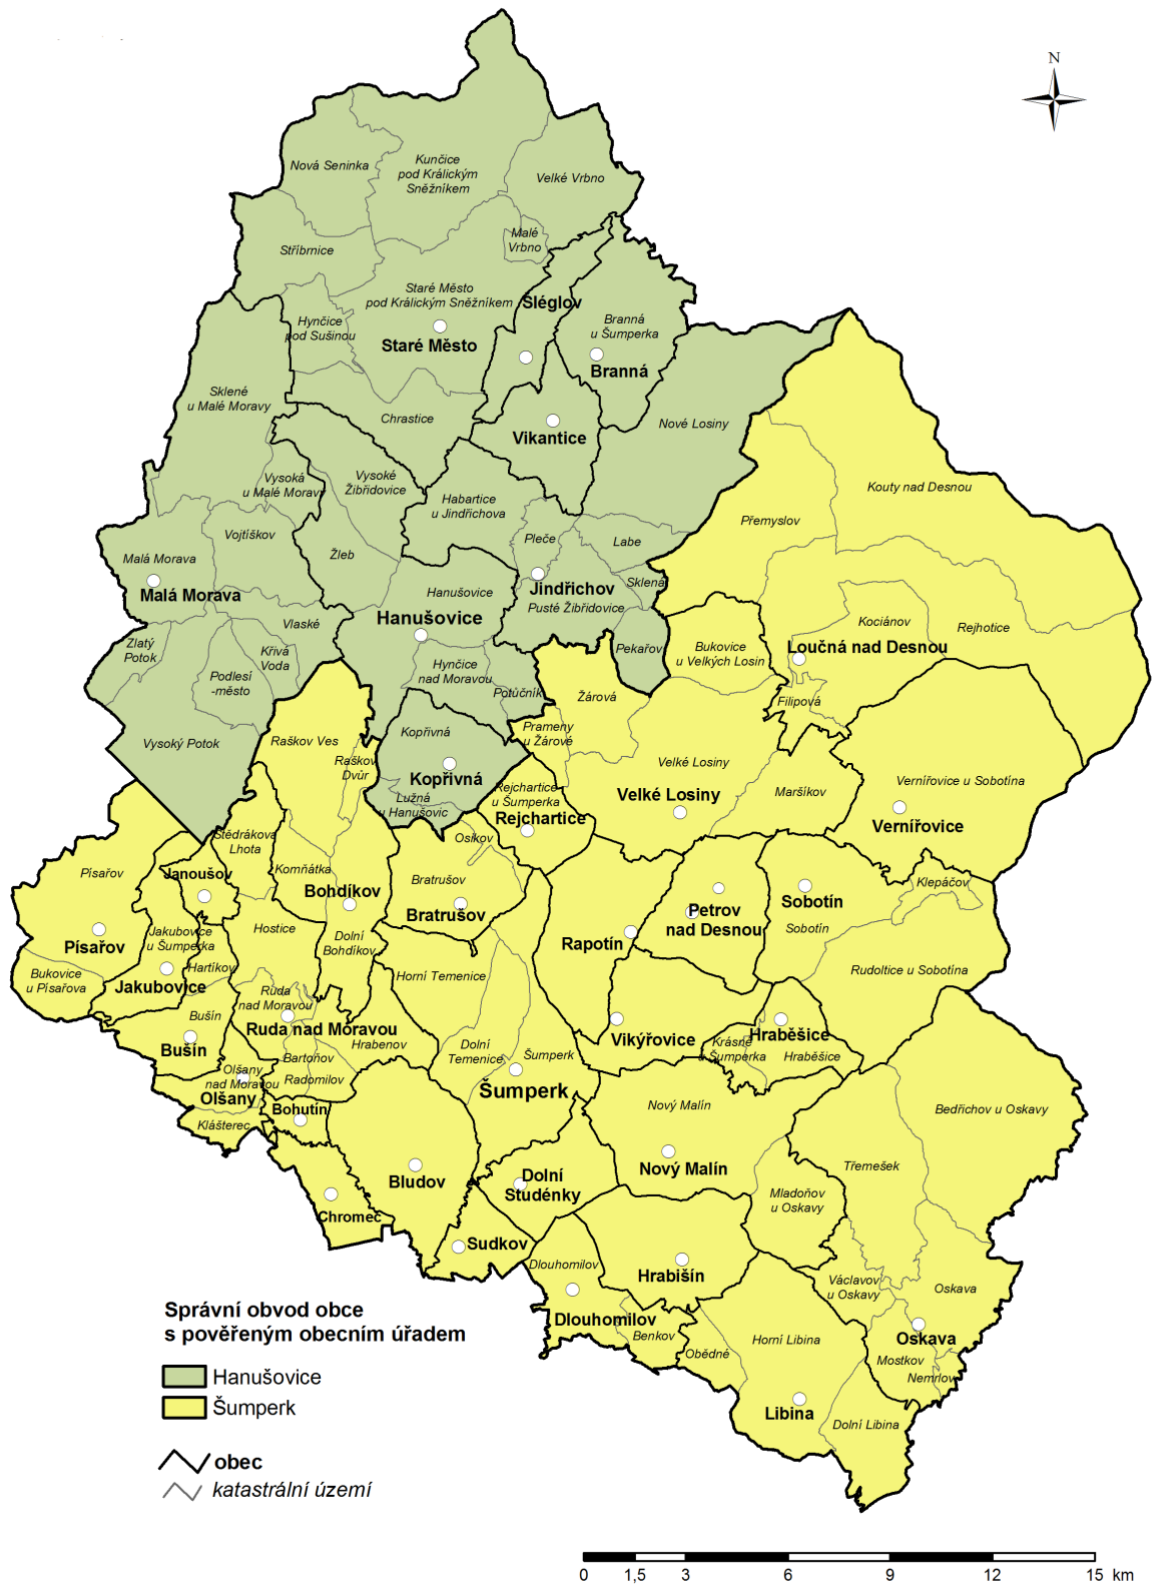 N
Nová Seninka
Kunčice
pod Králickým
Sněžníkem
Velké Vrbno
Malé
Vrbno
Stříbrnice
Staré Město
pod Králickým Sněžníkem
Šléglov
Hynčice
pod Sušinou
Staré Město
Branná
u Šumperka
Branná
Sklené
u Malé Moravy
Chrastice
Vikantice
Nové Losiny
Vysoká
u Malé Moravy
Vysoké
Žibřidovice
Habartice
u Jindřichova
Kouty nad Desnou
Přemyslov
Vojtíškov
Žleb
Pleče
Labe
Malá Morava
Malá Morava
Jindřichov
Sklená
Pusté Žibřidovice
Hanušovice
Hanušovice
Vlaské
Kociánov
Rejhotice
Loučná nad Desnou
Zlatý
Potok
Křivá
Voda
Podlesí
-město
Hynčice
nad Moravou
Potůčník
Pekařov
Bukovice
u Velkých Losin
Žárová
Filipová
Vysoký Potok
Raškov Ves
Raškov
Dvůr
Kopřivná
Kopřivná
Prameny
u Žárové
Velké Losiny
Velké Losiny
Maršíkov
Vernířovice u Sobotína
Vernířovice
Lužná
u Hanušovic
Rejchartice
u Šumperka
Rejchartice
Štědrákova
Lhota
Osikov
Písařov
Janoušov
Komňátka
Bohdíkov
Bratrušov
Bratrušov
Klepáčov
Sobotín
Sobotín
Petrov
nad Desnou
Rapotín
Písařov
Jakubovice
u Šumperka
Hostice
Dolní
Bohdíkov
Bukovice
u Písařova
Jakubovice
Hartíkov
Horní Temenice
Rudoltice u Sobotína
Ruda
nad Moravou
Ruda nad Moravou
Bušín
Bušín
Hrabenov
Dolní
Temenice
Šumperk
Šumperk
Vikýřovice
Krásné
u Šumperka
Hraběšice
Hraběšice
Bartoňov
Radomilov
Olšany
nad Moravou
Olšany
Klášterec
Bohutín
Nový Malín
Nový Malín
Bedřichov u Oskavy
Třemešek
Bludov
Dolní
Studénky
Mladoňov
u Oskavy
Chromeč
Sudkov
Dlouhomilov
Dlouhomilov
Hrabišín
Václavov
u Oskavy
Oskava
Oskava
Benkov
Obědné
Horní Libina
Mostkov
Nemrlov
Libina
Dolní Libina
Správní obvod obce
s pověřeným obecním úřadem
Hanušovice
Šumperk
obec
katastrální území
0 1,5 3 6 9 12 15 km